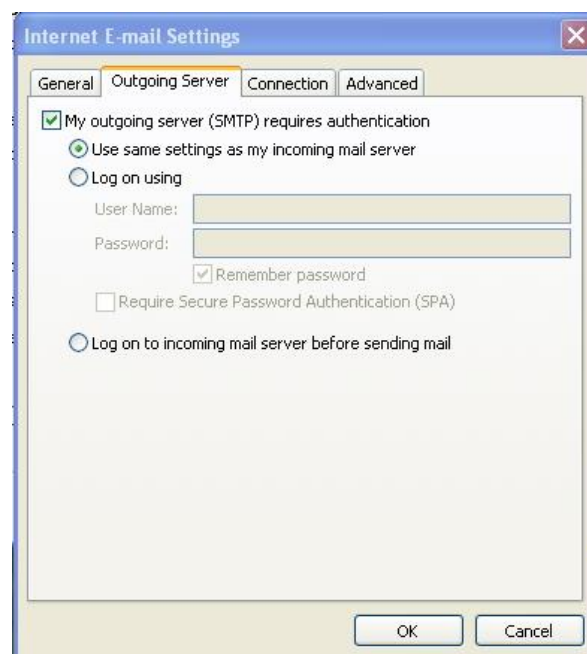 Internet E-mail Settings
General Outgoing Server Connection Advanced
My outgoing server (SMTP) requires authentication
Use same settings as my incoming mail server
Log on using
User Name:
Password:
Remember password
Require Secure Password Authentication (SPA)
Log on to incoming mail server before sending mail
OK Cancel